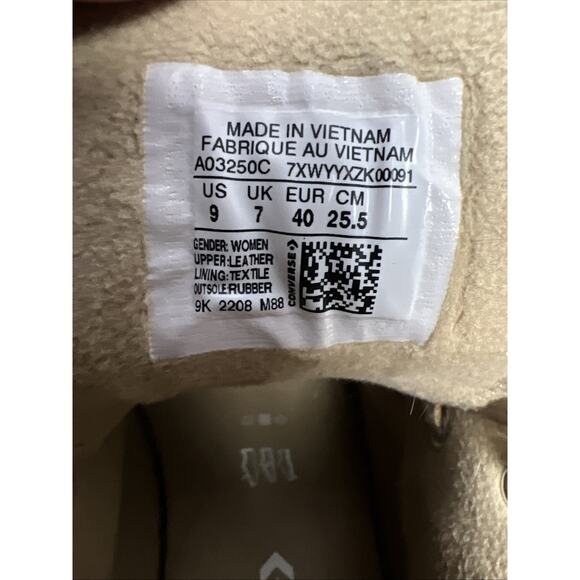 MADE IN VIETNAM
FABRIQUE AU VIETNAM
A03250C 7XWYYXZK00091
US UK EUR CM
9 7 40 25.5
GENDER: WOMEN
UPPER:LEATHER
LINING:TEXTILE
OUTSOLE:RUBBER
CONVERSE
9K 2208 M88